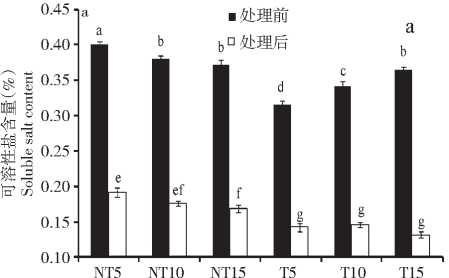 0.45 a ■处理前 a
□处理后
0.40
0.35
0.30
0.25
0.20
0.15
0.10
可溶性盐含量(%)
Soluble salt content
a b b d c b
e ef f g g g
NT5 NT10 NT15 T5 T10 T15